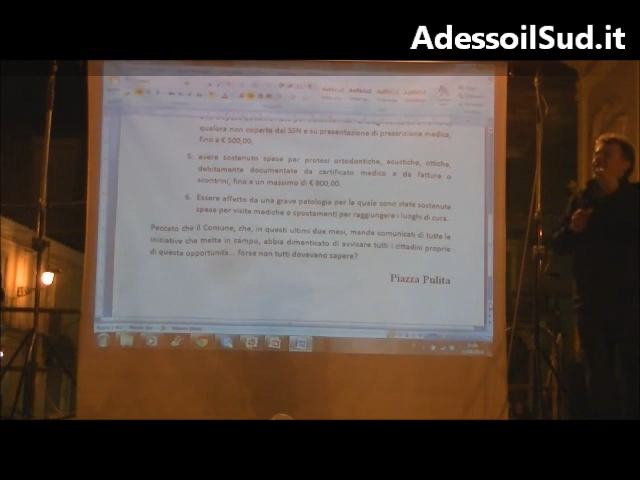 AdessoilSud.it
qualora non coperte dal SSN e su presentazione di prescrizione medica,
fino a € 500,00.
5. avere sostenuto spese per protesi ortodontiche, acustiche, ottiche,
debitamente documentate da certificato medico e da fatture o
scontrini, fino a un massimo di € 800,00.
6. Essere affetto da una grave patologia per le quale sono state sostenute
spese per visite mediche o spostamenti per raggiungere i luoghi di cura.
Peccato che il Comune, che, in questi ultimi due mesi, manda comunicati di tutte le
iniziative che mette in campo, abbia dimenticato di avvisare tutti i cittadini proprio
di questa opportunità... forse non tutti dovevano sapere?
Piazza Pulita